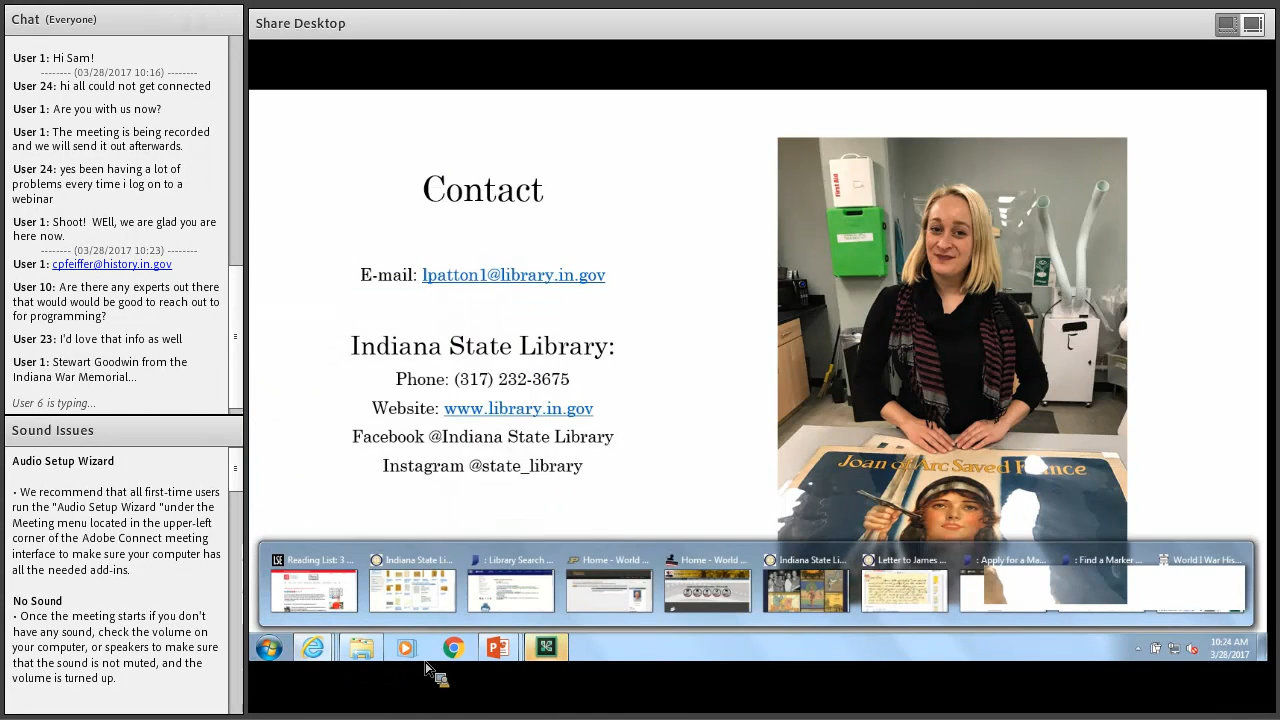 Chat (Everyone)
User 1: Hi Sam!
-------- (03/28/2017 10:16) --------
User 24: hi all could not get connected
User 1: Are you with us now?
User 1: The meeting is being recorded
and we will send it out afterwards.
User 24: yes been having a lot of
problems every time i log on to a
webinar
User 1: Shoot!  WEll, we are glad you are
here now.
-------- (03/28/2017 10:23) --------
User 1: cpfeiffer@history.in.gov
User 10: Are there any experts out there
that would would be good to reach out to
for programming?
User 23: I'd love that info as well
User 1: Stewart Goodwin from the
Indiana War Memorial...
User 6 is typing...
Sound Issues
Audio Setup Wizard
• We recommend that all first-time users
run the "Audio Setup Wizard "under the
Meeting menu located in the upper-left
corner of the Adobe Connect meeting
interface to make sure your computer has
all the needed add-ins.
No Sound
• Once the meeting starts if you don't
have any sound, check the volume on
your computer, or speakers to make sure
that the sound is not muted, and the
volume is turned up.
Share Desktop
Contact
E-mail: lpatton1@library.in.gov
Indiana State Library:
Phone: (317) 232-3675
Website: www.library.in.gov
Facebook @Indiana State Library
Instagram @state_library
First Aid
Joan of Arc Saved France
Reading List: 3 ...
Indiana State Li...
: Library Search ...
Home - World ...
Home - World ...
Indiana State Li...
Letter to James ...
: Apply for a Ma...
: Find a Marker ...
World I War His...
10:24 AM
3/28/2017